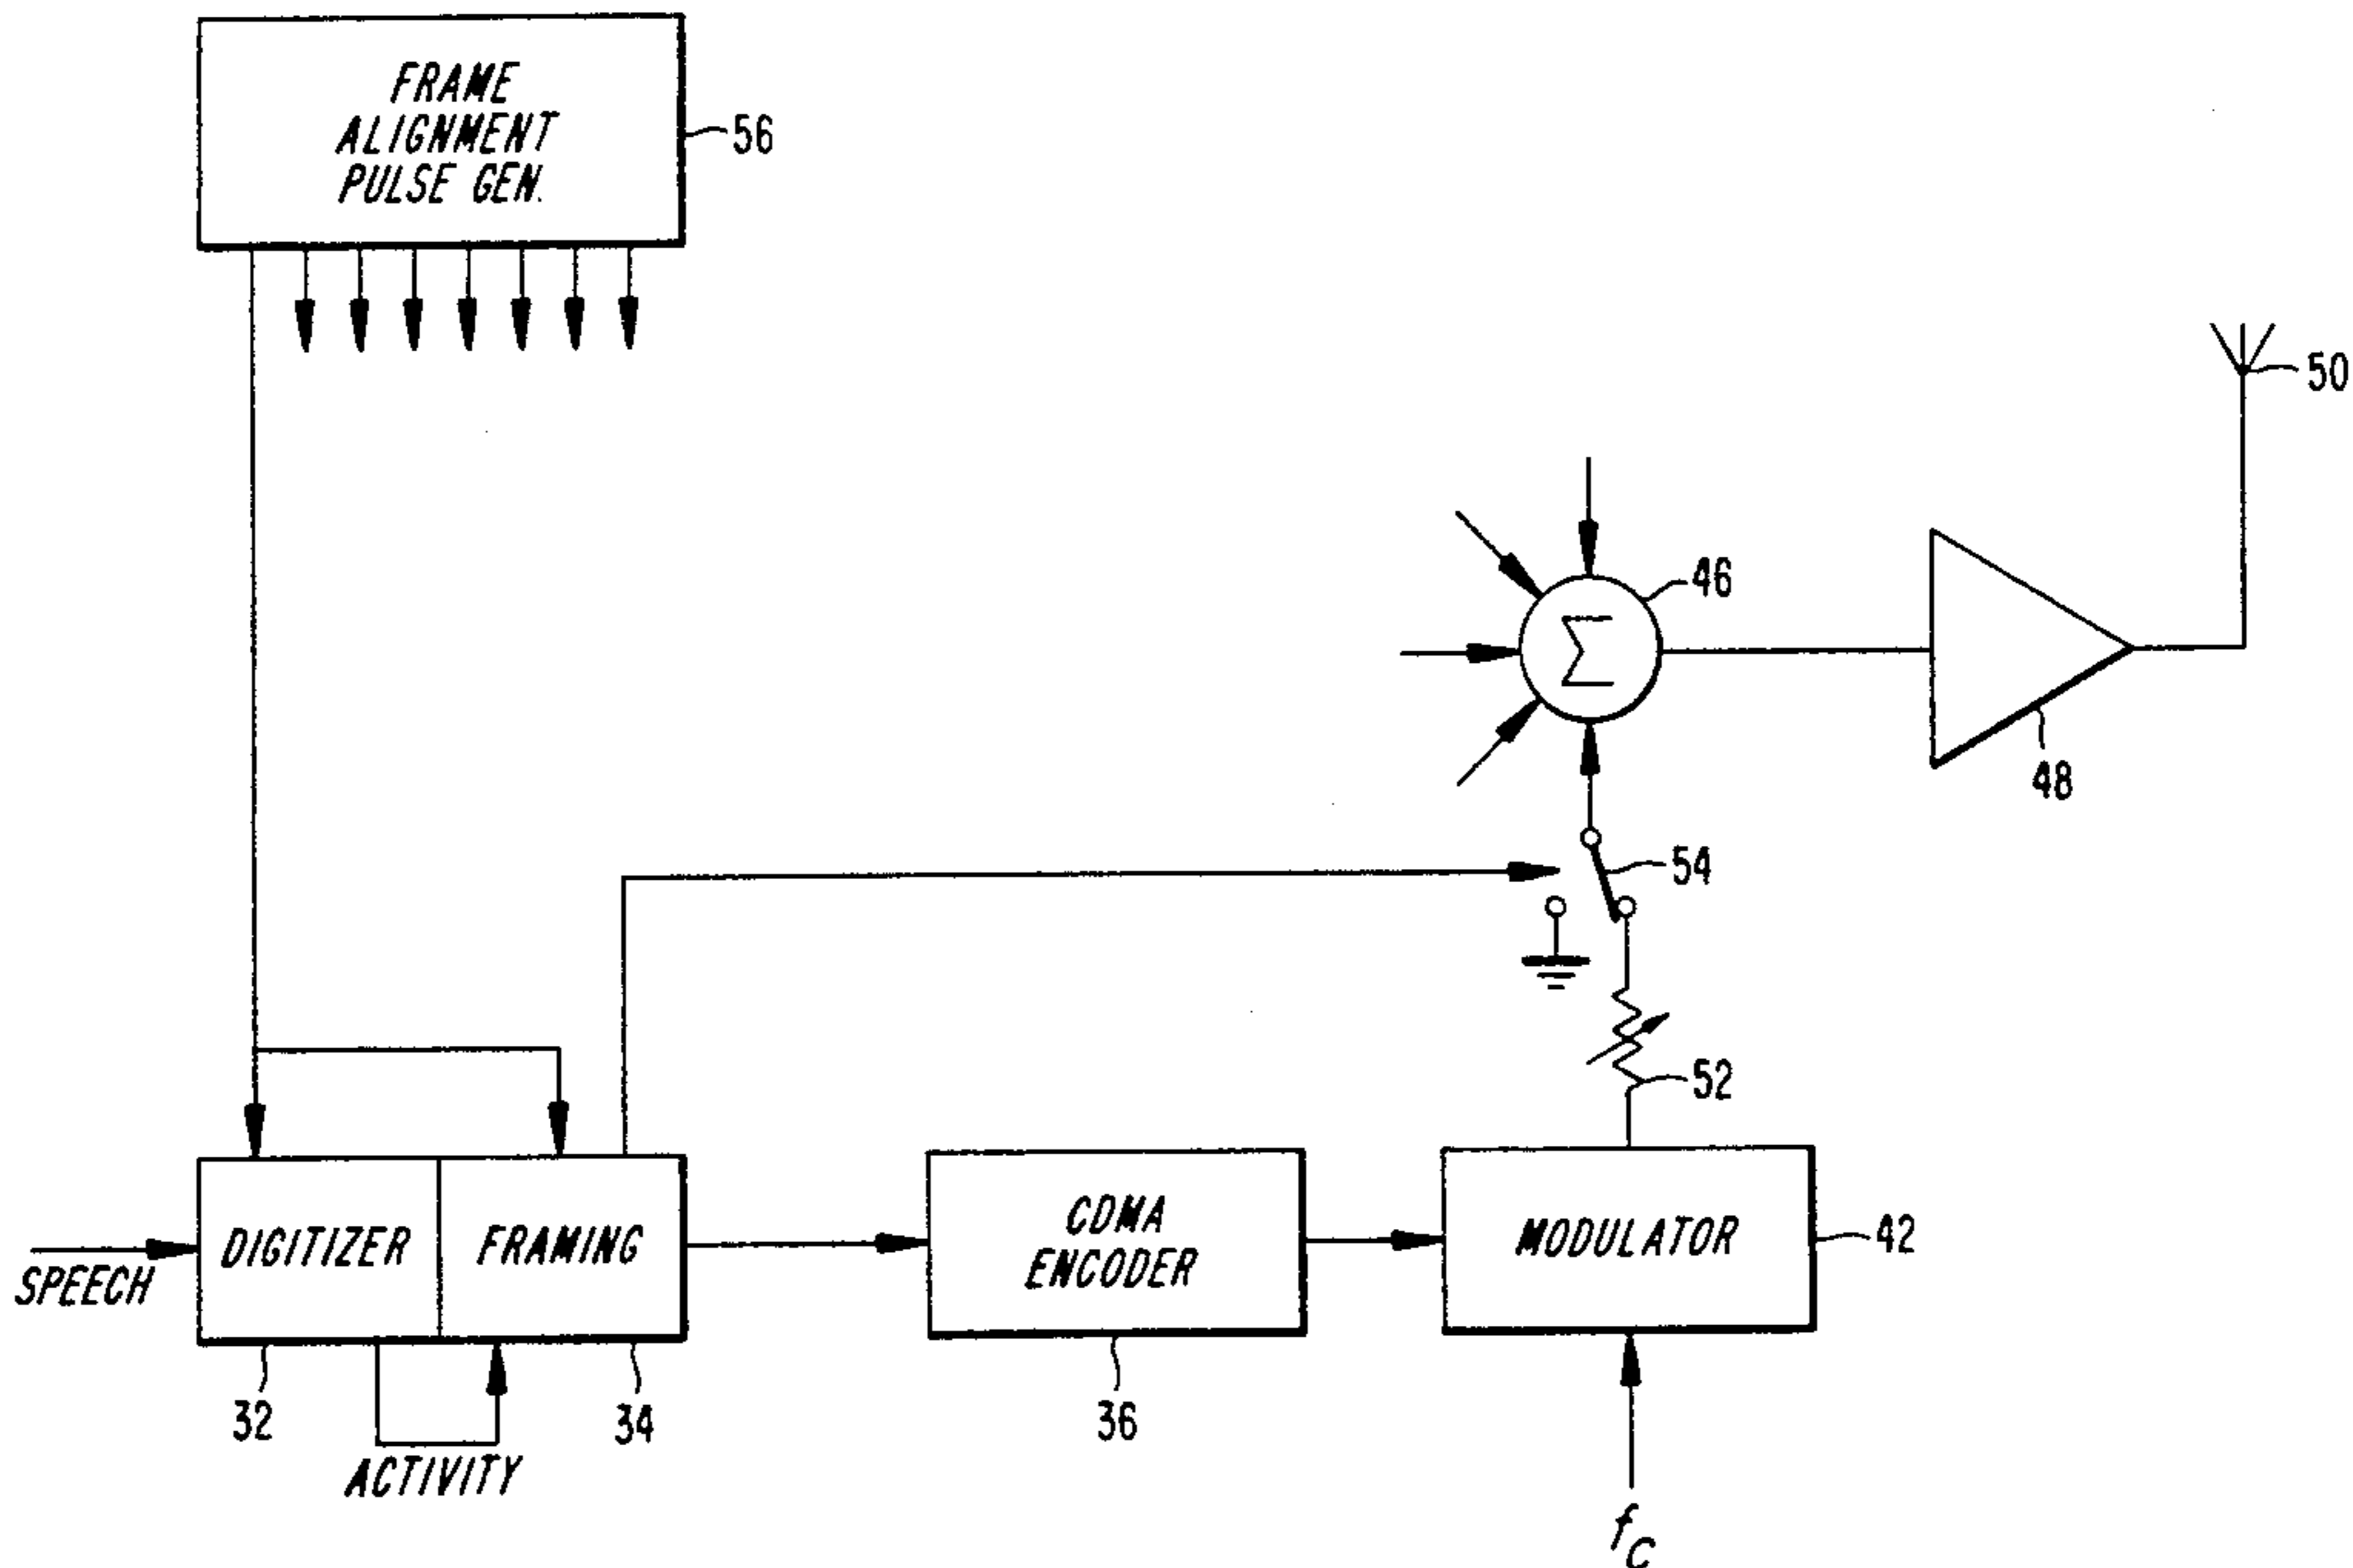 FRAME
ALIGNMENT
PULSE GEN.
56
50
46
Σ
48
54
52
SPEECH
DIGITIZER
FRAMING
CDMA
ENCODER
MODULATOR
42
32
34
36
ACTIVITY
fC